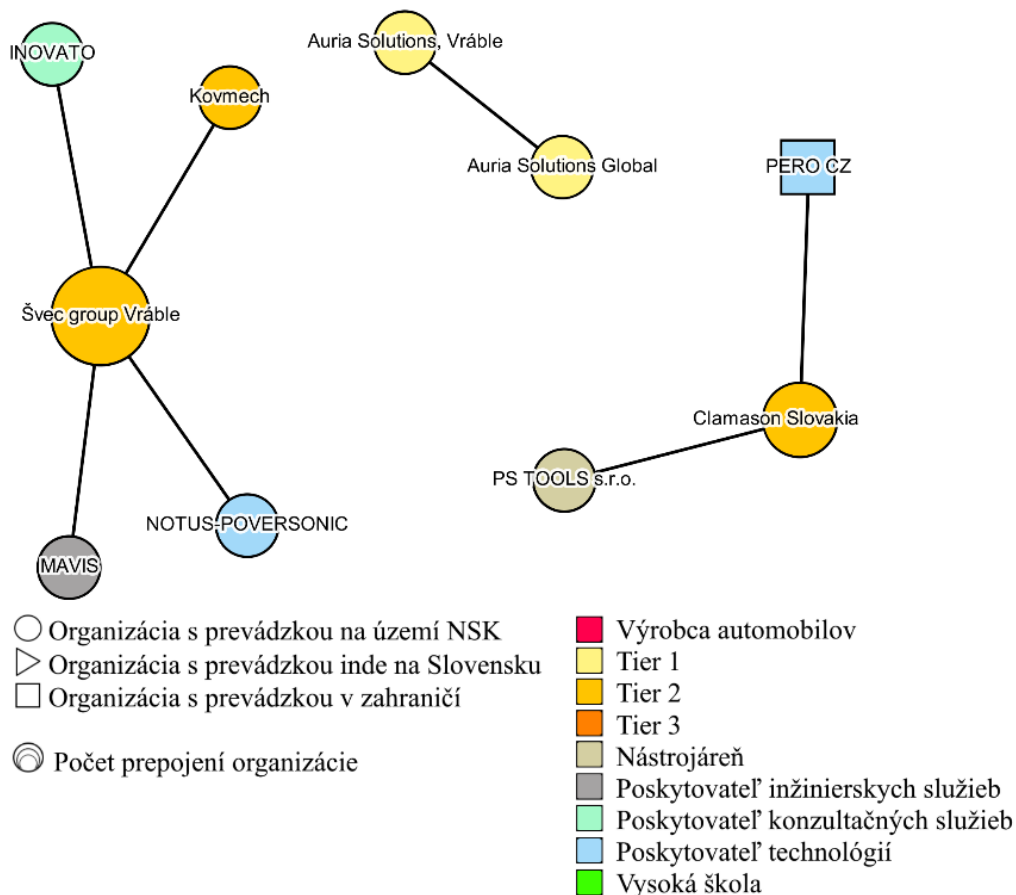 INOVATO
Auria Solutions, Vráble
Kovmech
Auria Solutions Global
PERO CZ
Švec group Vráble
Clamason Slovakia
PS TOOLS s.r.o.
NOTUS-POVERSONIC
MAVIS
Organizácia s prevádzkou na území NSK
Organizácia s prevádzkou inde na Slovensku
Organizácia s prevádzkou v zahraničí
Počet prepojení organizácie
Výrobca automobilov
Tier 1
Tier 2
Tier 3
Nástrojáreň
Poskytovateľ inžinierskych služieb
Poskytovateľ konzultačných služieb
Poskytovateľ technológií
Vysoká škola